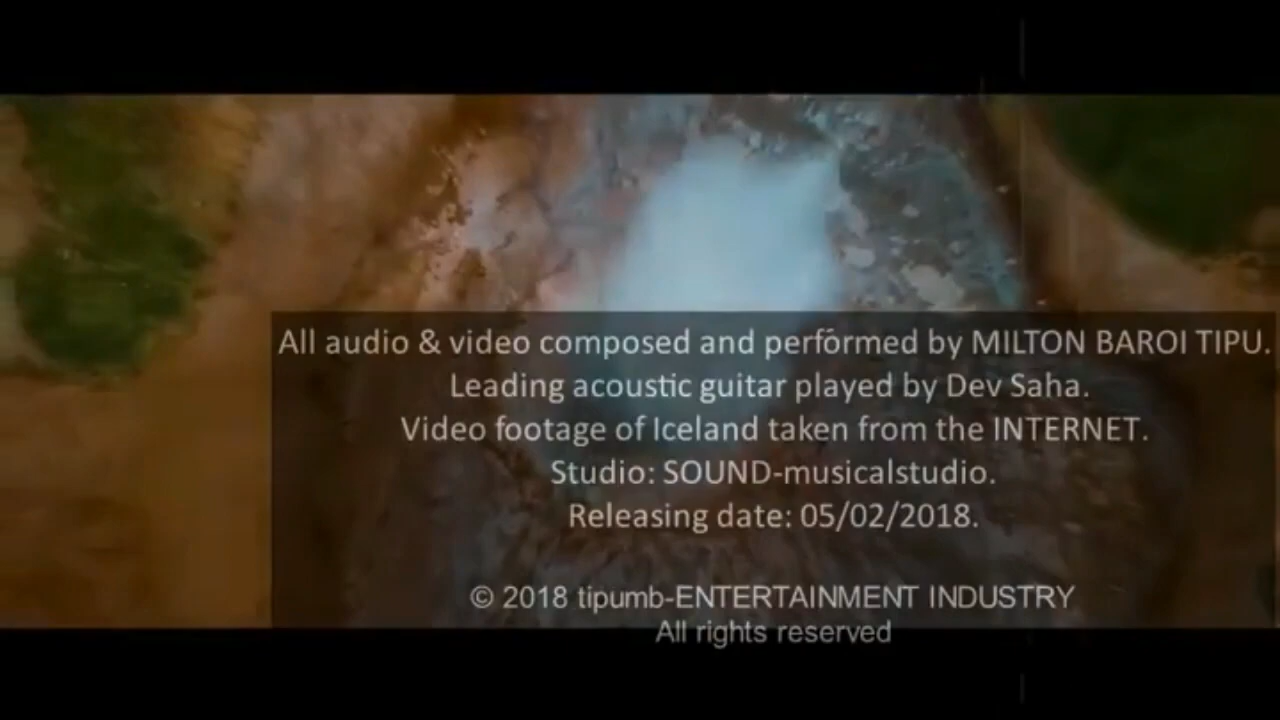 All audio & video composed and performed by MILTON BAROI TIPU.
Leading acoustic guitar played by Dev Saha.
Video footage of Iceland taken from the INTERNET.
Studio: SOUND-musicalstudio.
Releasing date: 05/02/2018.
© 2018 tipumb-ENTERTAINMENT INDUSTRY
All rights reserved